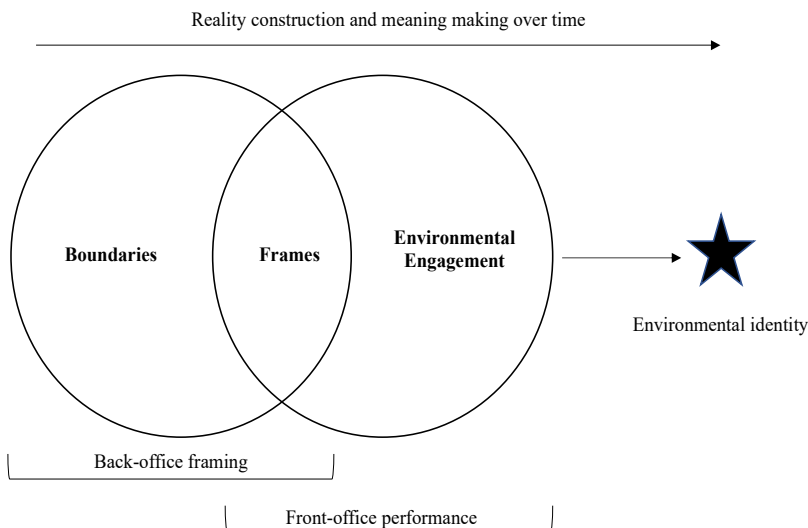 Reality construction and meaning making over time
Boundaries
Frames
Environmental
Engagement
Environmental identity
Back-office framing
Front-office performance